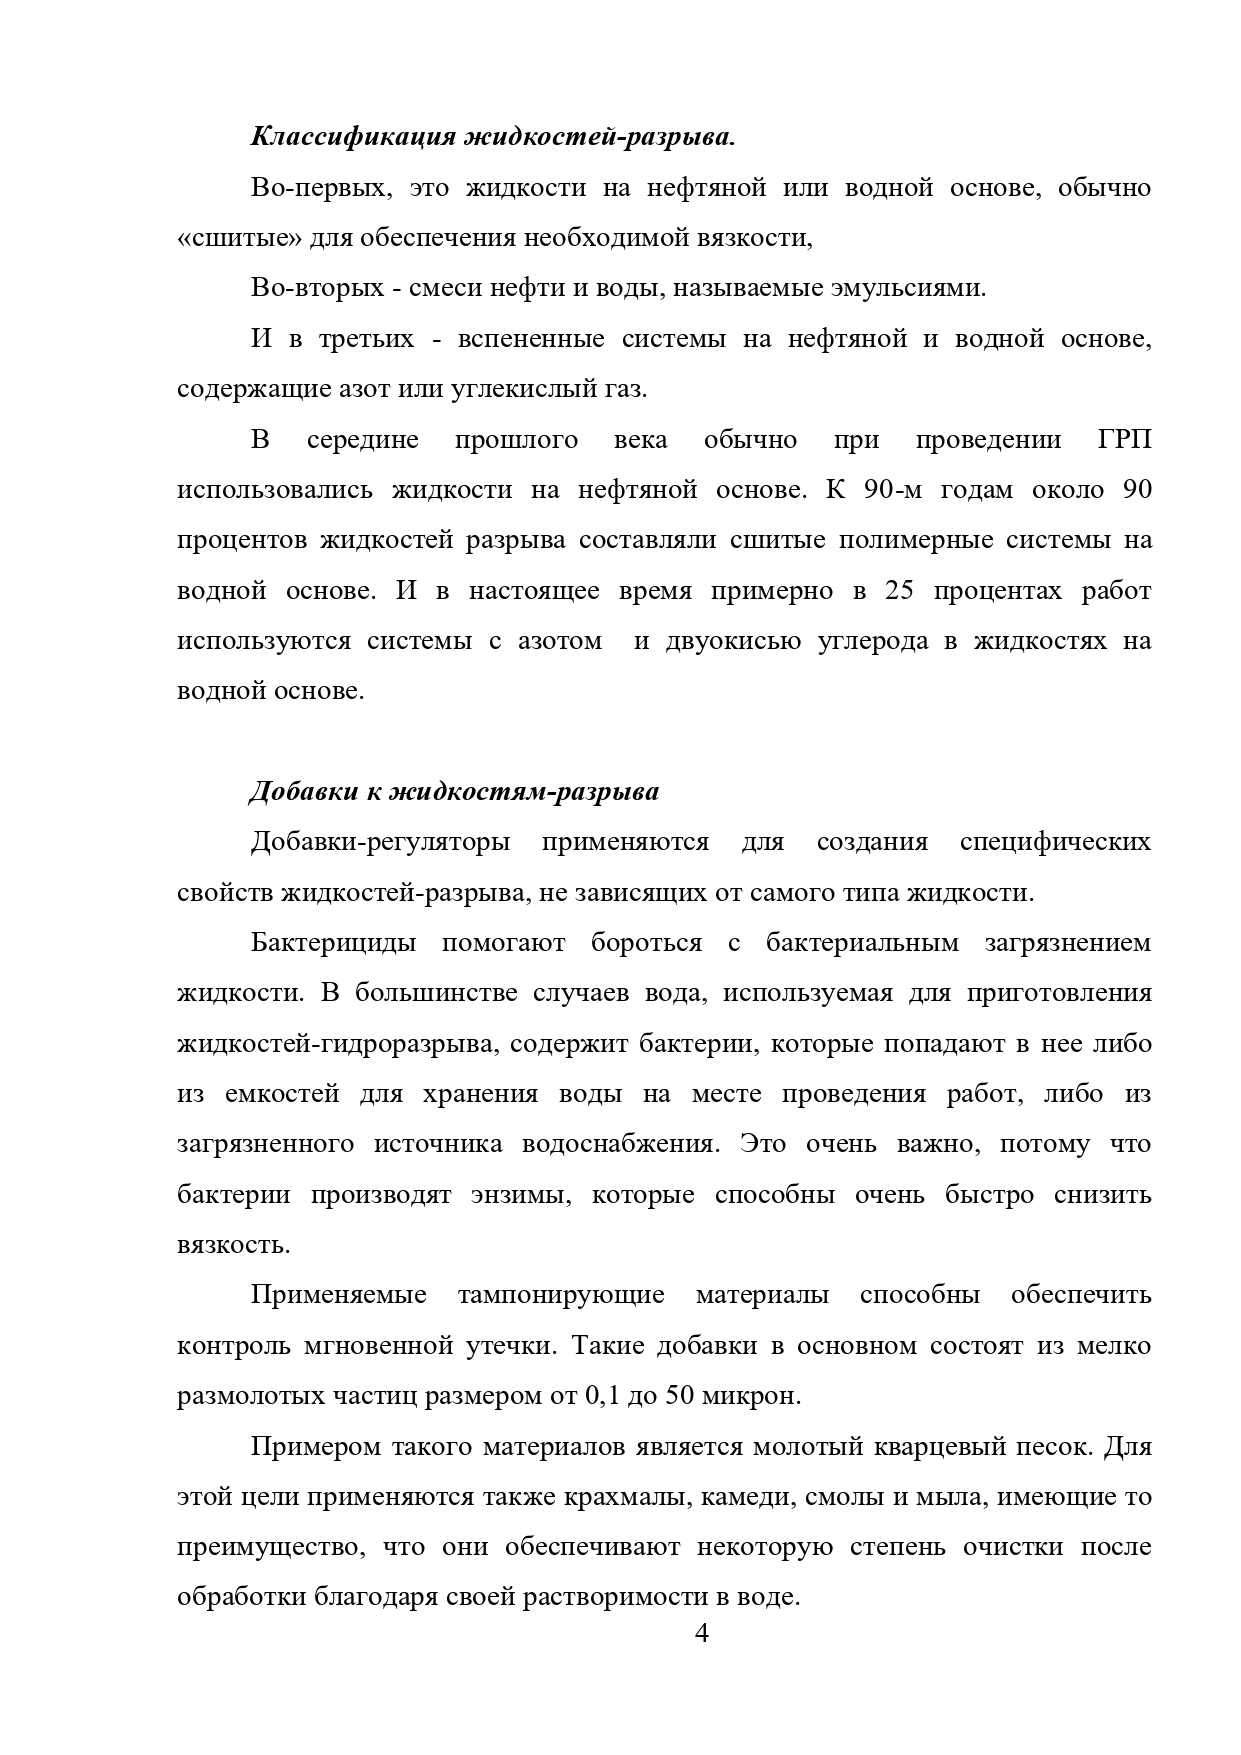 Классификация жидкостей-разрыва.
Во-первых, это жидкости на нефтяной или водной основе, обычно
«сшитые» для обеспечения необходимой вязкости,
Во-вторых - смеси нефти и воды, называемые эмульсиями.
И в третьих - вспененные системы на нефтяной и водной основе,
содержащие азот или углекислый газ.
В середине прошлого века обычно при проведении ГРП
использовались жидкости на нефтяной основе. К 90-м годам около 90
процентов жидкостей разрыва составляли сшитые полимерные системы на
водной основе. И в настоящее время примерно в 25 процентах работ
используются системы с азотом и двуокисью углерода в жидкостях на
водной основе.
Добавки к жидкостям-разрыва
Добавки-регуляторы применяются для создания специфических
свойств жидкостей-разрыва, не зависящих от самого типа жидкости.
Бактерициды помогают бороться с бактериальным загрязнением
жидкости. В большинстве случаев вода, используемая для приготовления
жидкостей-гидроразрыва, содержит бактерии, которые попадают в нее либо
из емкостей для хранения воды на месте проведения работ, либо из
загрязненного источника водоснабжения. Это очень важно, потому что
бактерии производят энзимы, которые способны очень быстро снизить
вязкость.
Применяемые тампонирующие материалы способны обеспечить
контроль мгновенной утечки. Такие добавки в основном состоят из мелко
размолотых частиц размером от 0,1 до 50 микрон.
Примером такого материалов является молотый кварцевый песок. Для
этой цели применяются также крахмалы, камеди, смолы и мыла, имеющие то
преимущество, что они обеспечивают некоторую степень очистки после
обработки благодаря своей растворимости в воде.
4